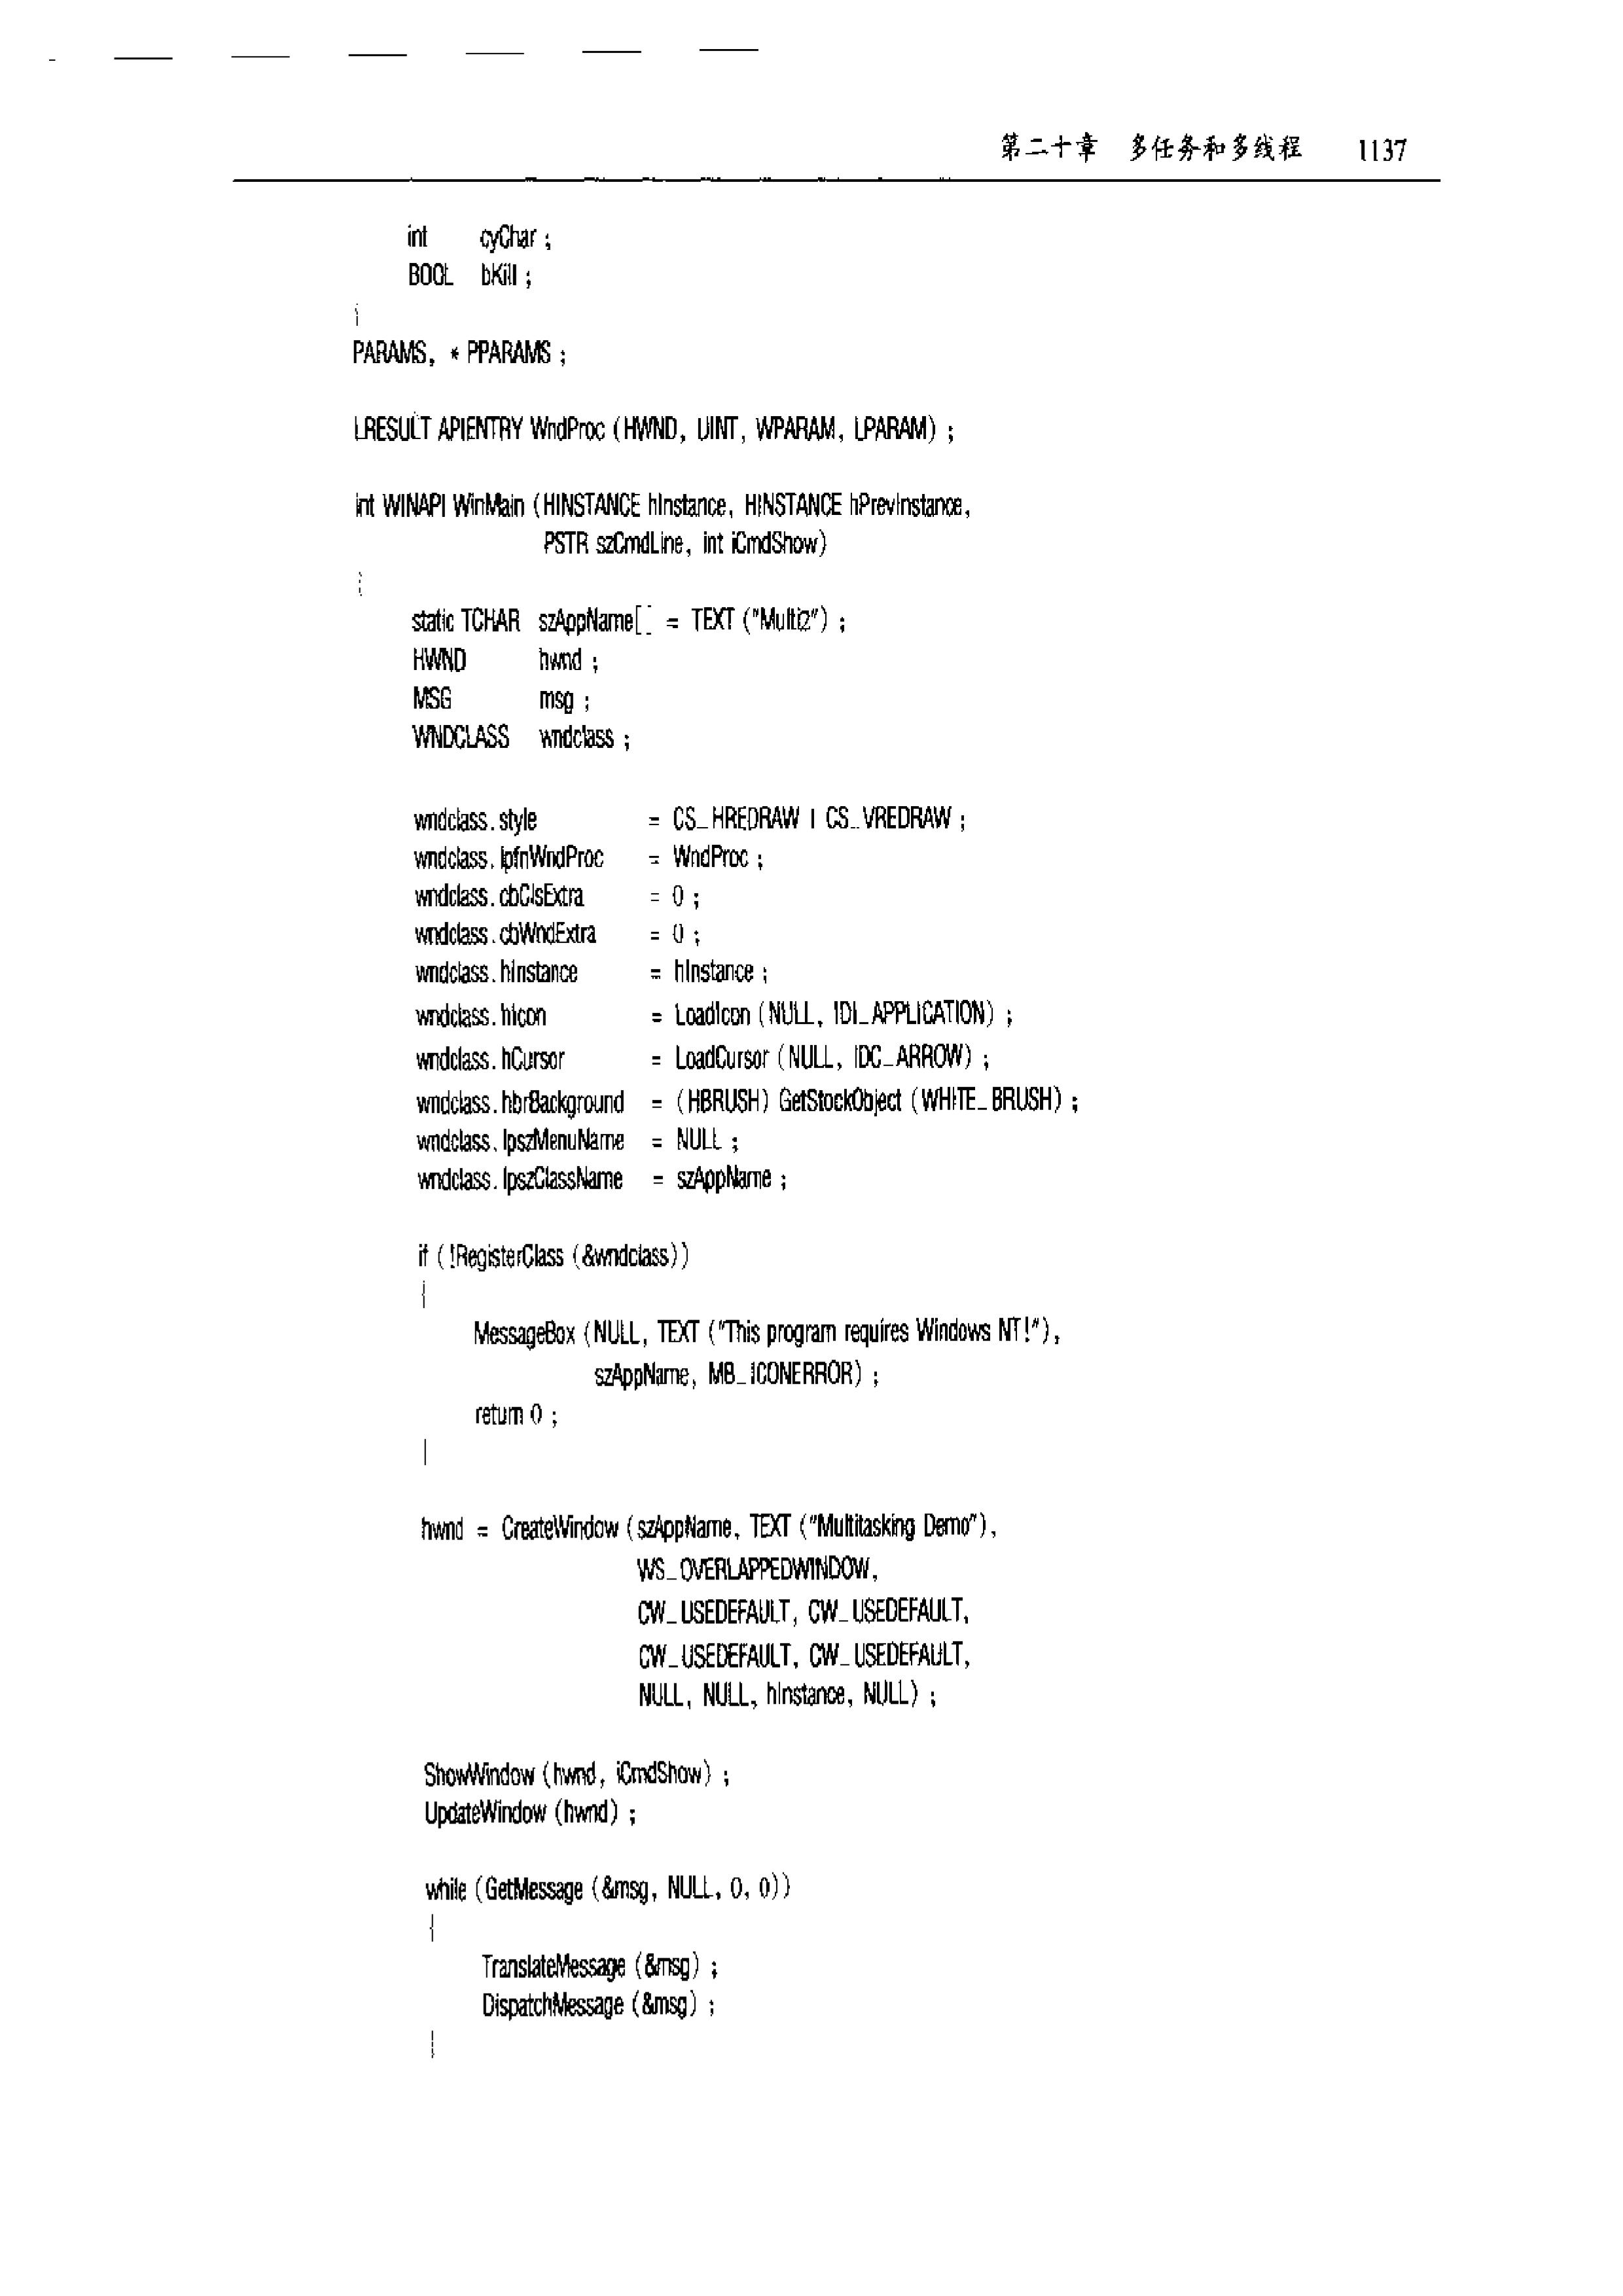 第二十章 多任务和多线程 1137
int cyChar ;
BOOL bKill ;
}
PARAMS, * PPARAMS ;
LRESULT APIENTRY WndProc (HWND, UINT, WPARAM, LPARAM) ;
int WINAPI WinMain (HINSTANCE hInstance, HINSTANCE hPrevInstance,
PSTR szCmdLine, int iCmdShow)
{
static TCHAR szAppName[] = TEXT ("Multi2") ;
HWND hwnd ;
MSG msg ;
WNDCLASS wndclass ;
wndclass.style = CS_HREDRAW | CS_VREDRAW ;
wndclass.lpfnWndProc = WndProc ;
wndclass.cbClsExtra = 0 ;
wndclass.cbWndExtra = 0 ;
wndclass.hInstance = hInstance ;
wndclass.hIcon = LoadIcon (NULL, IDI_APPLICATION) ;
wndclass.hCursor = LoadCursor (NULL, IDC_ARROW) ;
wndclass.hbrBackground = (HBRUSH) GetStockObject (WHITE_BRUSH) ;
wndclass.lpszMenuName = NULL ;
wndclass.lpszClassName = szAppName ;
if (!RegisterClass (&wndclass))
{
MessageBox (NULL, TEXT ("This program requires Windows NT!"),
szAppName, MB_ICONERROR) ;
return 0 ;
}
hwnd = CreateWindow (szAppName, TEXT ("Multitasking Demo"),
WS_OVERLAPPEDWINDOW,
CW_USEDEFAULT, CW_USEDEFAULT,
CW_USEDEFAULT, CW_USEDEFAULT,
NULL, NULL, hInstance, NULL) ;
ShowWindow (hwnd, iCmdShow) ;
UpdateWindow (hwnd) ;
while (GetMessage (&msg, NULL, 0, 0))
{
TranslateMessage (&msg) ;
DispatchMessage (&msg) ;
}